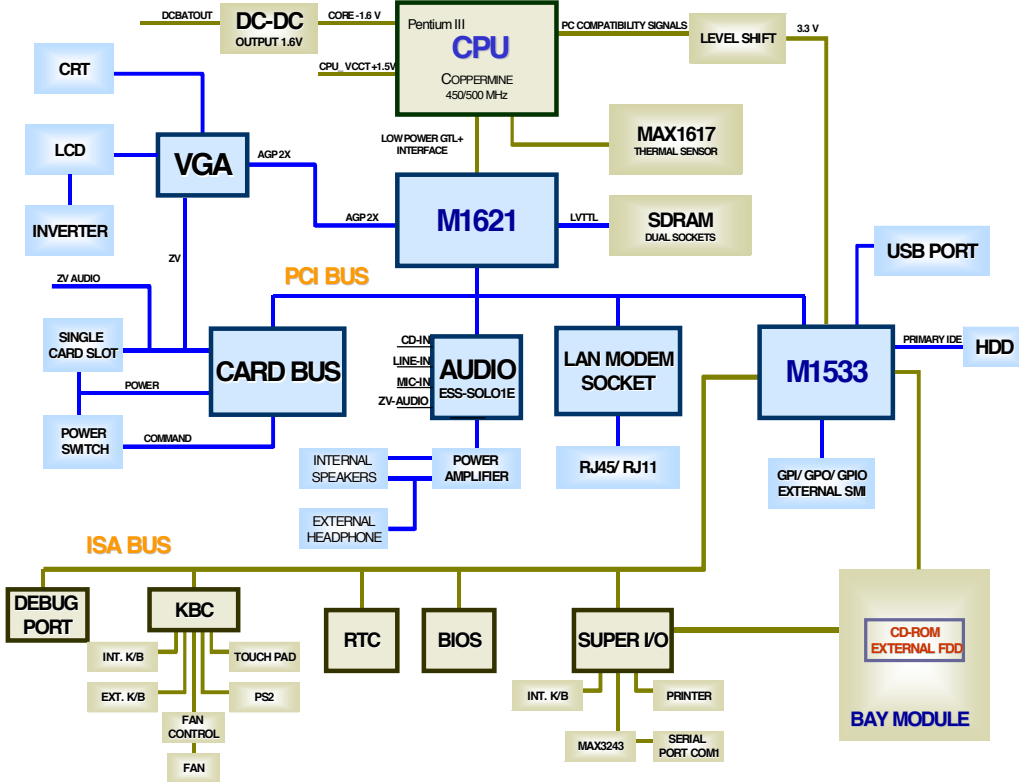 DCBATOUT
DC-DC
OUTPUT 1.6V
CORE -1.6 V
Pentium III
CPU
COPPERMINE
450/500 MHz
CPU_VCCT +1.5V
PC COMPATIBILITY SIGNALS
LEVEL SHIFT
3.3 V
CRT
LCD
INVERTER
VGA
AGP 2X
AGP 2X
ZV
LOW POWER GTL+
INTERFACE
MAX1617
THERMAL SENSOR
M1621
LVTTL
SDRAM
DUAL SOCKETS
PCI BUS
USB PORT
ZV AUDIO
SINGLE
CARD SLOT
POWER
POWER
SWITCH
COMMAND
CARD BUS
CD-IN
LINE-IN
MIC-IN
ZV-AUDIO
AUDIO
ESS-SOLO1E
LAN MODEM
SOCKET
M1533
PRIMARY IDE
HDD
INTERNAL
SPEAKERS
POWER
AMPLIFIER
EXTERNAL
HEADPHONE
RJ45/ RJ11
GPI/ GPO/ GPIO
EXTERNAL SMI
ISA BUS
DEBUG
PORT
KBC
RTC
BIOS
SUPER I/O
CD-ROM
EXTERNAL FDD
BAY MODULE
INT. K/B
TOUCH PAD
EXT. K/B
PS2
FAN
CONTROL
FAN
INT. K/B
PRINTER
MAX3243
SERIAL
PORT COM1